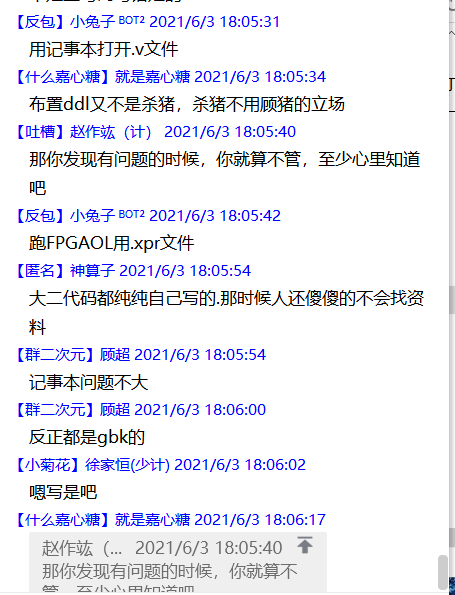 【反包】小兔子 BOT2 2021/6/3 18:05:31
用记事本打开.v文件
【什么嘉心糖】就是嘉心糖 2021/6/3 18:05:34
布置ddl又不是杀猪，杀猪不用顾猪的立场
【吐槽】赵作竑（计） 2021/6/3 18:05:40
那你发现有问题的时候，你就算不管，至少心里知道
吧
【反包】小兔子 BOT2 2021/6/3 18:05:42
跑FPGAOL用.xpr文件
【匿名】神算子 2021/6/3 18:05:54
大二代码都纯纯自己写的.那时候人还傻傻的不会找资
料
【群二次元】顾超 2021/6/3 18:05:54
记事本问题不大
【群二次元】顾超 2021/6/3 18:06:00
反正都是gbk的
【小菊花】徐家恒(少计) 2021/6/3 18:06:02
嗯写是吧
【什么嘉心糖】就是嘉心糖 2021/6/3 18:06:17
赵作竑（... 2021/6/3 18:05:40
那你发现有问题的时候，你就算不
管，至少心里知道吧